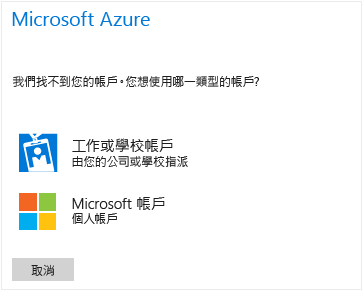 Microsoft Azure
我們找不到您的帳戶。您想使用哪一類型的帳戶?
工作或學校帳戶
由您的公司或學校指派
Microsoft 帳戶
個人帳戶
取消